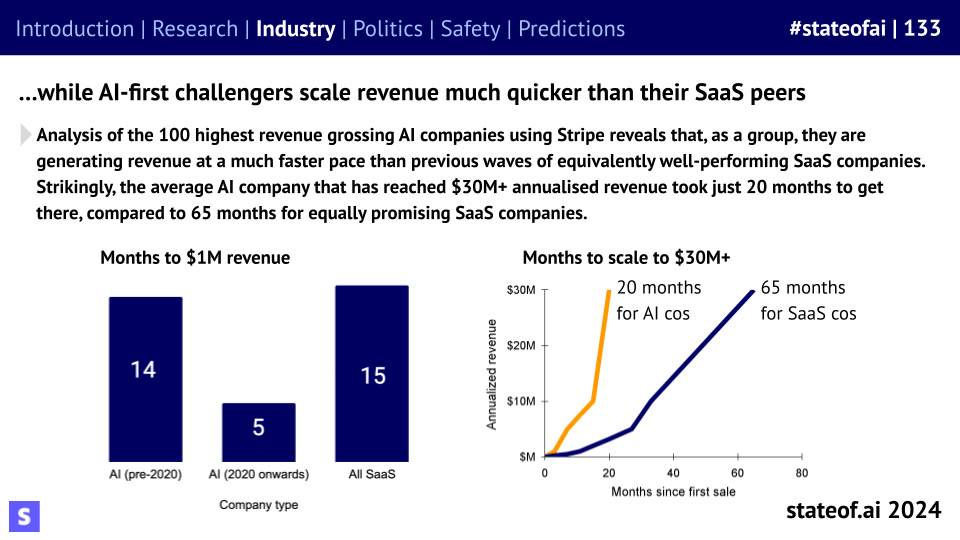 Introduction | Research | Industry | Politics | Safety | Predictions
#stateofai | 133
...while AI-first challengers scale revenue much quicker than their SaaS peers
Analysis of the 100 highest revenue grossing AI companies using Stripe reveals that, as a group, they are
generating revenue at a much faster pace than previous waves of equivalently well-performing SaaS companies.
Strikingly, the average AI company that has reached $30M+ annualised revenue took just 20 months to get
there, compared to 65 months for equally promising SaaS companies.
Months to $1M revenue
14
5
15
AI (pre-2020)
AI (2020 onwards)
All SaaS
Company type
Months to scale to $30M+
20 months
for AI cos
65 months
for SaaS cos
Annualized revenue
$30M
$20M
$10M
$M
0
20
40
60
80
Months since first sale
S
stateof.ai 2024